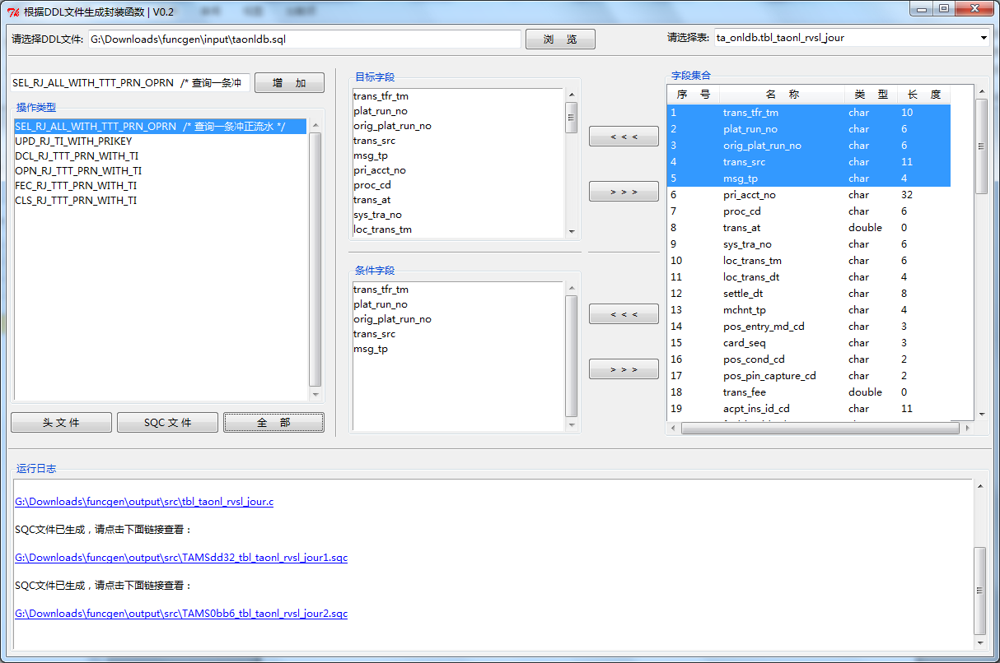 根据DDL文件生成封装函数 | V0.2
请选择DDL文件: G:\Downloads\funcgen\input\taonldb.sql 浏 览 请选择表: ta_onldb.tbl_taonl_rvsl_jour
SEL_RJ_ALL_WITH_TTT_PRN_OPRN /* 查询一条冲 增 加
操作类型
SEL_RJ_ALL_WITH_TTT_PRN_OPRN /* 查询一条冲正流水 */
UPD_RJ_TI_WITH_PRIKEY
DCL_RJ_TTT_PRN_WITH_TI
OPN_RJ_TTT_PRN_WITH_TI
FEC_RJ_TTT_PRN_WITH_TI
CLS_RJ_TTT_PRN_WITH_TI
头 文 件 SQC 文 件 全 部
目标字段
trans_tfr_tm
plat_run_no
orig_plat_run_no
trans_src
msg_tp
pri_acct_no
proc_cd
trans_at
sys_tra_no
loc_trans_tm
< < <
> > >
条件字段
trans_tfr_tm
plat_run_no
orig_plat_run_no
trans_src
msg_tp
< < <
> > >
字段集合
序 号 名 称 类 型 长 度
1 trans_tfr_tm char 10
2 plat_run_no char 6
3 orig_plat_run_no char 6
4 trans_src char 11
5 msg_tp char 4
6 pri_acct_no char 32
7 proc_cd char 6
8 trans_at double 0
9 sys_tra_no char 6
10 loc_trans_tm char 6
11 loc_trans_dt char 4
12 settle_dt char 8
13 mchnt_tp char 4
14 pos_entry_md_cd char 3
15 card_seq char 3
16 pos_cond_cd char 2
17 pos_pin_capture_cd char 2
18 trans_fee double 0
19 acpt_ins_id_cd char 11
运行日志
G:\Downloads\funcgen\output\src\tbl_taonl_rvsl_jour.c
SQC文件已生成，请点击下面链接查看：
G:\Downloads\funcgen\output\src\TAMSdd32_tbl_taonl_rvsl_jour1.sqc
SQC文件已生成，请点击下面链接查看：
G:\Downloads\funcgen\output\src\TAMS0bb6_tbl_taonl_rvsl_jour2.sqc